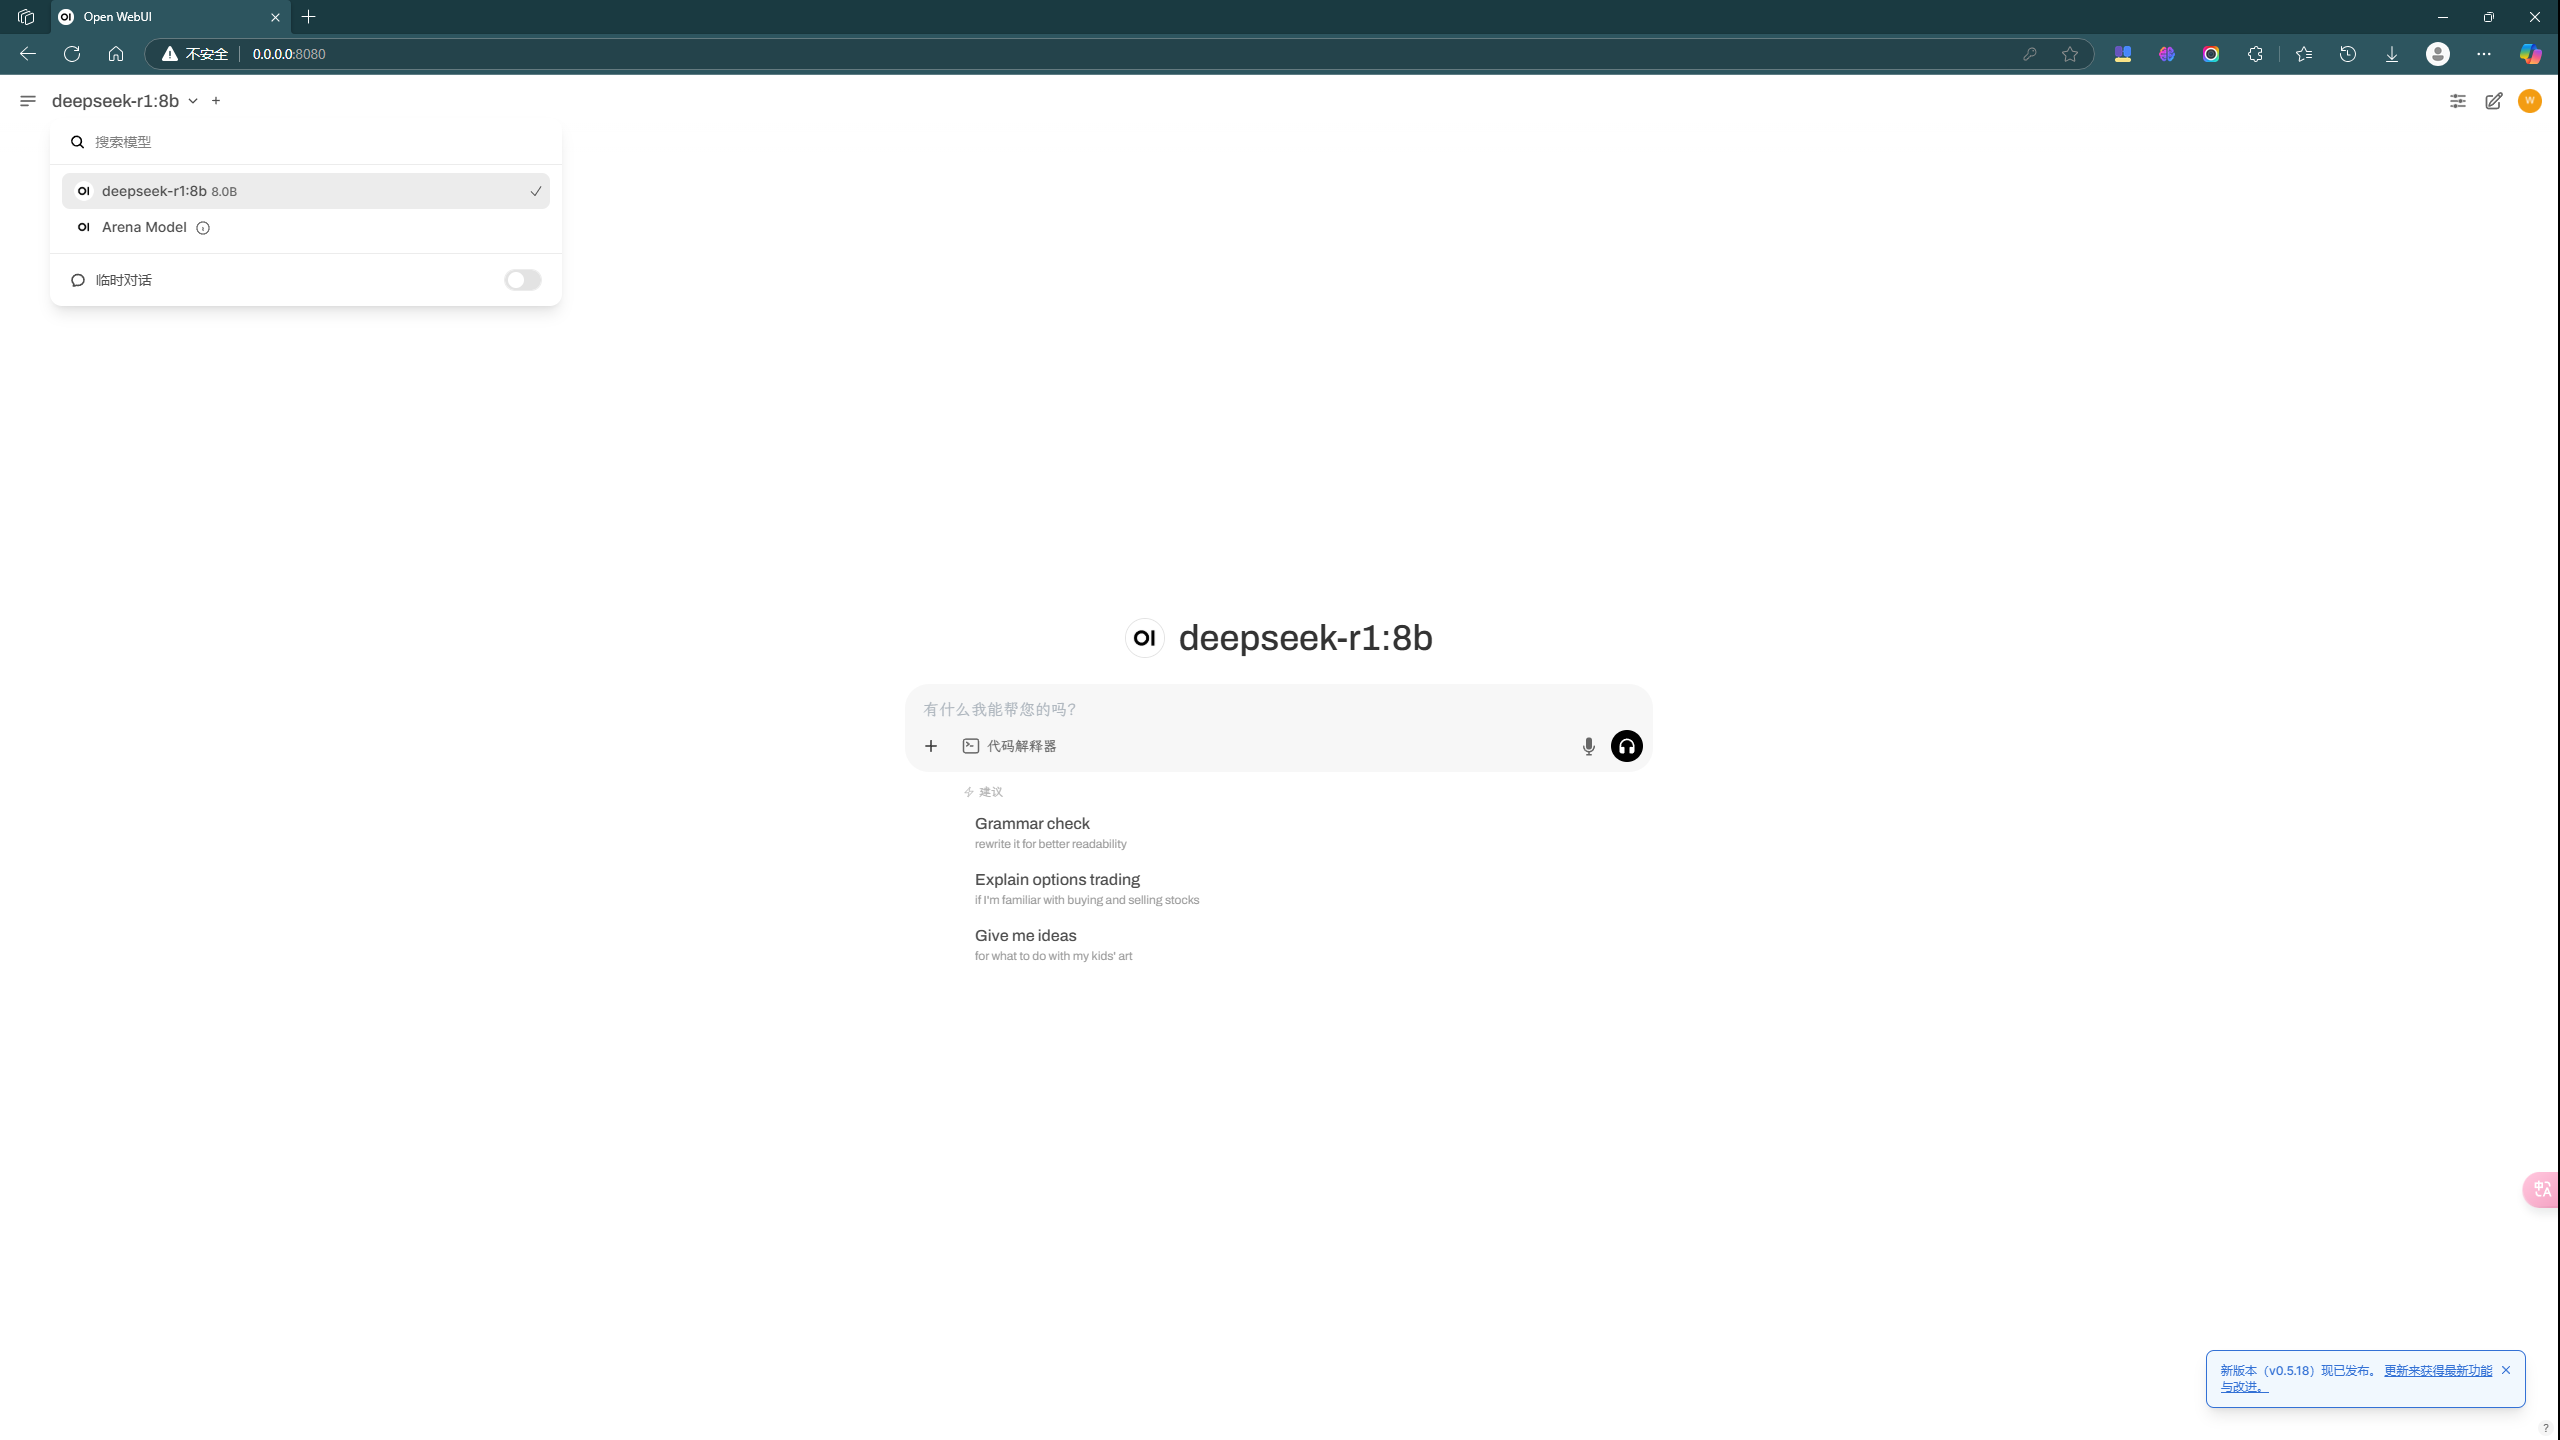 Open WebUI
不安全
0.0.0.0:8080
deepseek-r1:8b
W
搜索模型
OI deepseek-r1:8b 8.0B
OI Arena Model
临时对话
OI deepseek-r1:8b
有什么我能帮您的吗？
代码解释器
建议
Grammar check
rewrite it for better readability
Explain options trading
if I'm familiar with buying and selling stocks
Give me ideas
for what to do with my kids' art
中A
新版本（v0.5.18）现已发布。 更新来获得最新功能
与改进。
?